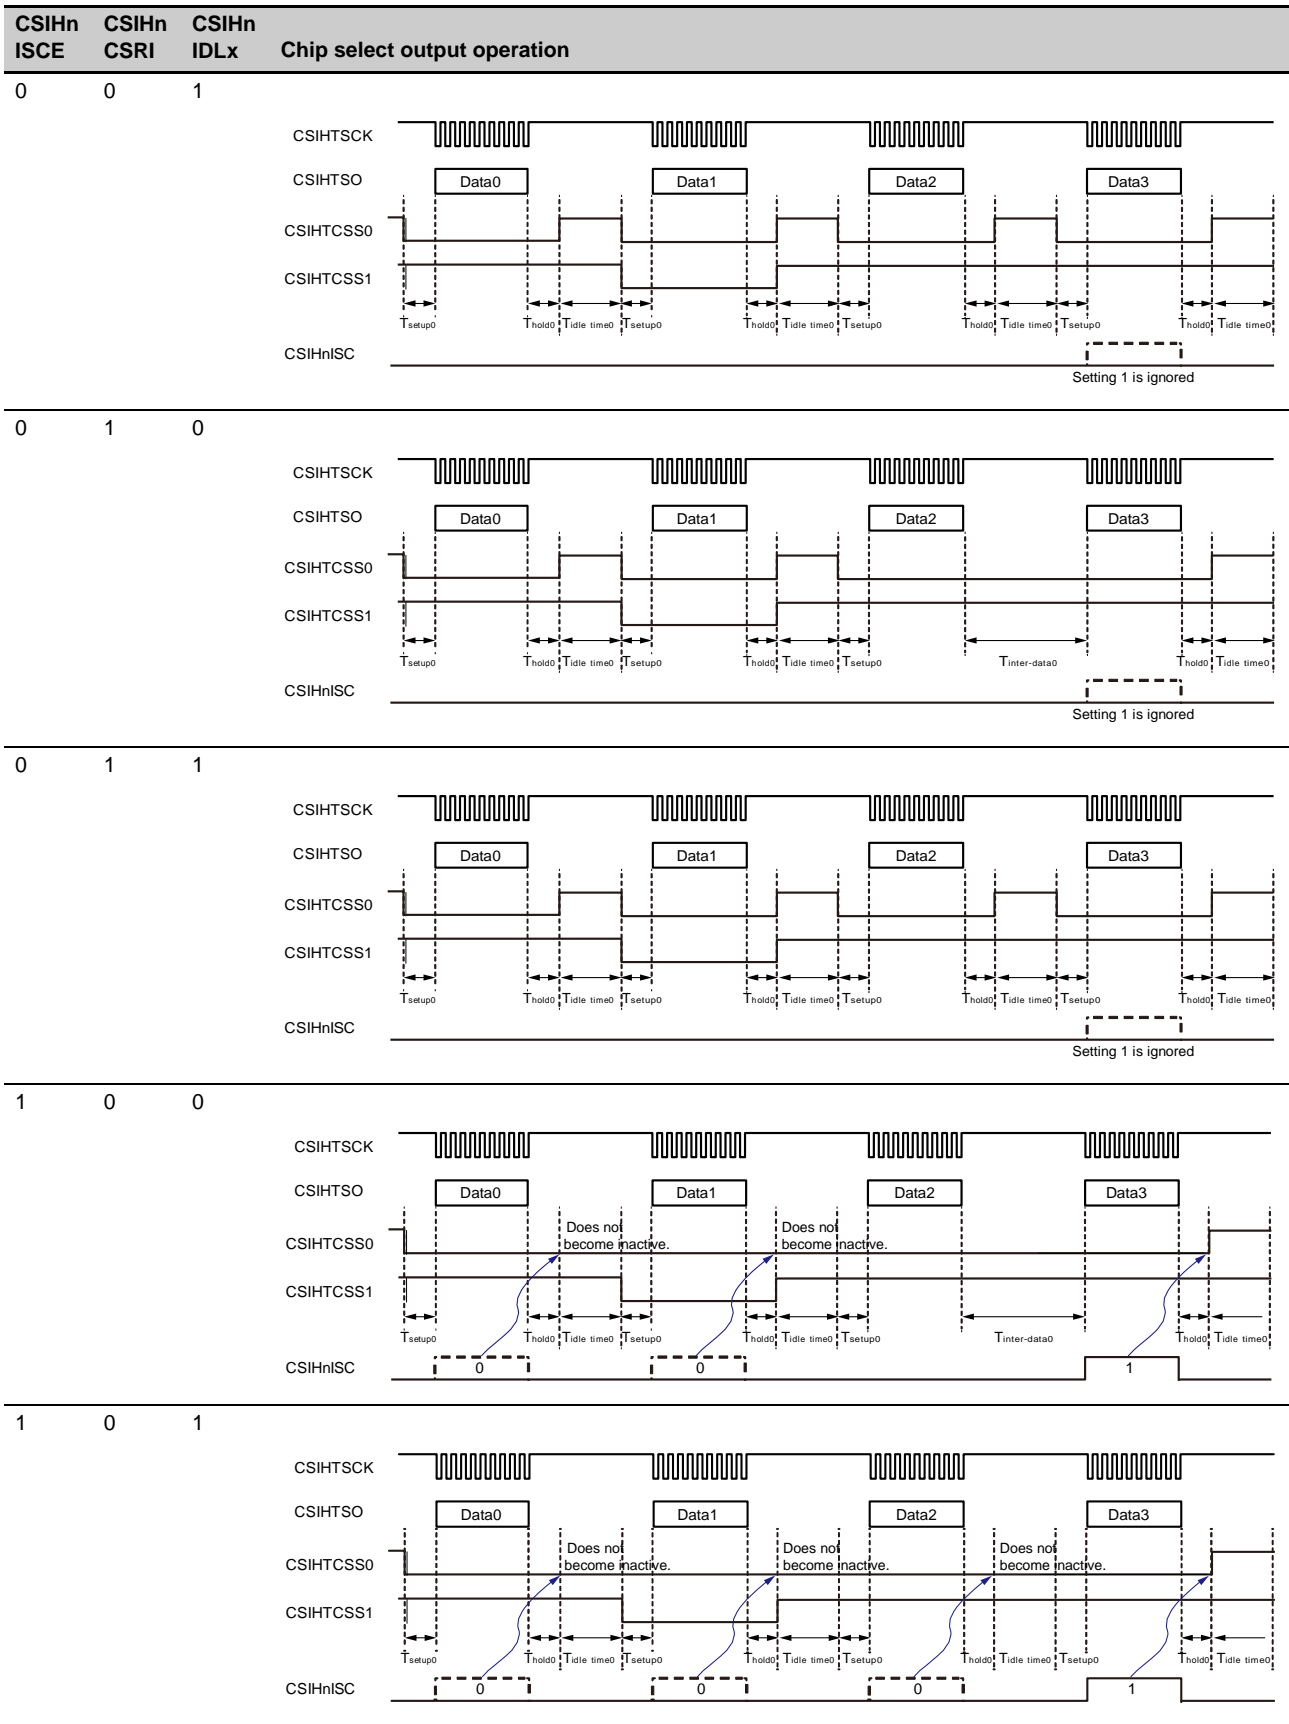 CSIHn CSIHn CSIHn
ISCE CSRI IDLx Chip select output operation
0 0 1
CSIHTSCK
CSIHTSO Data0 Data1 Data2 Data3
CSIHTCSS0
CSIHTCSS1
Tsetup0 Thold0 Tidle time0 Tsetup0 Thold0 Tidle time0 Tsetup0 Thold0 Tidle time0 Tsetup0 Thold0 Tidle time0
CSIHnISC
Setting 1 is ignored
0 1 0
CSIHTSCK
CSIHTSO Data0 Data1 Data2 Data3
CSIHTCSS0
CSIHTCSS1
Tsetup0 Thold0 Tidle time0 Tsetup0 Thold0 Tidle time0 Tsetup0 Tinter-data0 Thold0 Tidle time0
CSIHnISC
Setting 1 is ignored
0 1 1
CSIHTSCK
CSIHTSO Data0 Data1 Data2 Data3
CSIHTCSS0
CSIHTCSS1
Tsetup0 Thold0 Tidle time0 Tsetup0 Thold0 Tidle time0 Tsetup0 Thold0 Tidle time0 Tsetup0 Thold0 Tidle time0
CSIHnISC
Setting 1 is ignored
1 0 0
CSIHTSCK
CSIHTSO Data0 Data1 Data2 Data3
Does not Does not
CSIHTCSS0 become inactive. become inactive.
CSIHTCSS1
Tsetup0 Thold0 Tidle time0 Tsetup0 Thold0 Tidle time0 Tsetup0 Tinter-data0 Thold0 Tidle time0
CSIHnISC 0 0 1
1 0 1
CSIHTSCK
CSIHTSO Data0 Data1 Data2 Data3
Does not Does not Does not
CSIHTCSS0 become inactive. become inactive. become inactive.
CSIHTCSS1
Tsetup0 Thold0 Tidle time0 Tsetup0 Thold0 Tidle time0 Tsetup0 Thold0 Tidle time0 Tsetup0 Thold0 Tidle time0
CSIHnISC 0 0 0 1